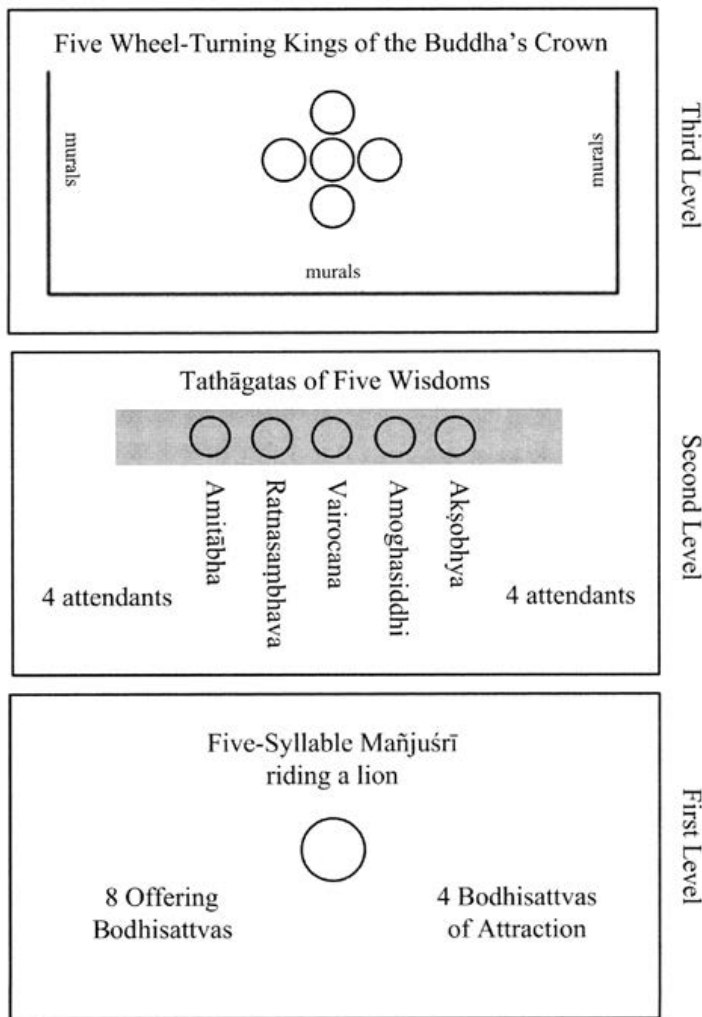 Five Wheel-Turning Kings of the Buddha's Crown
murals
murals
murals
Third Level
Tathāgatas of Five Wisdoms
Amitābha
Ratnasaṃbhava
Vairocana
Amoghasiddhi
Akṣobhya
4 attendants
4 attendants
Second Level
Five-Syllable Mañjuśrī
riding a lion
8 Offering
Bodhisattvas
4 Bodhisattvas
of Attraction
First Level